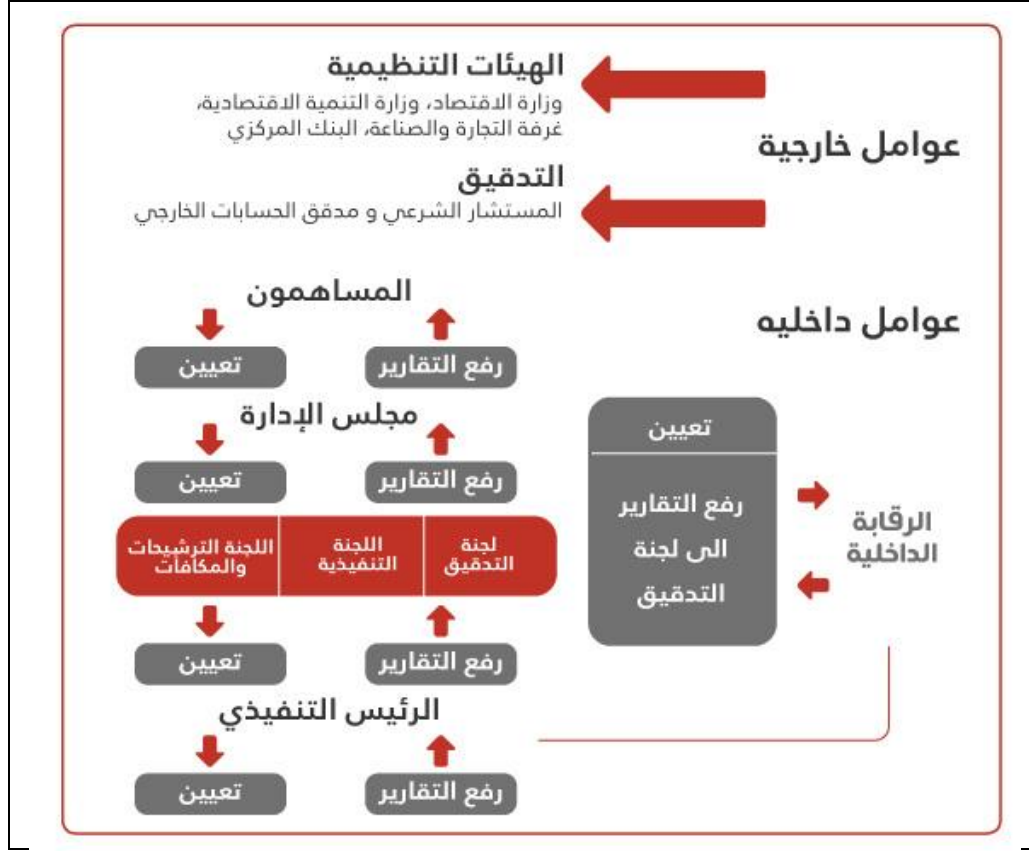 عوامل خارجية
الهيئات التنظيمية
وزارة الاقتصاد، وزارة التنمية الاقتصادية،
غرفة التجارة والصناعة، البنك المركزي
التدقيق
المستشار الشرعي و مدقق الحسابات الخارجي
عوامل داخليه
المساهمون
رفع التقارير
تعيين
مجلس الإدارة
رفع التقارير
تعيين
لجنة
التدقيق
اللجنة
التنفيذية
اللجنة الترشيحات
والمكافات
رفع التقارير
تعيين
الرئيس التنفيذي
رفع التقارير
تعيين
تعيين
رفع التقارير
الى لجنة
التدقيق
الرقابة
الداخلية